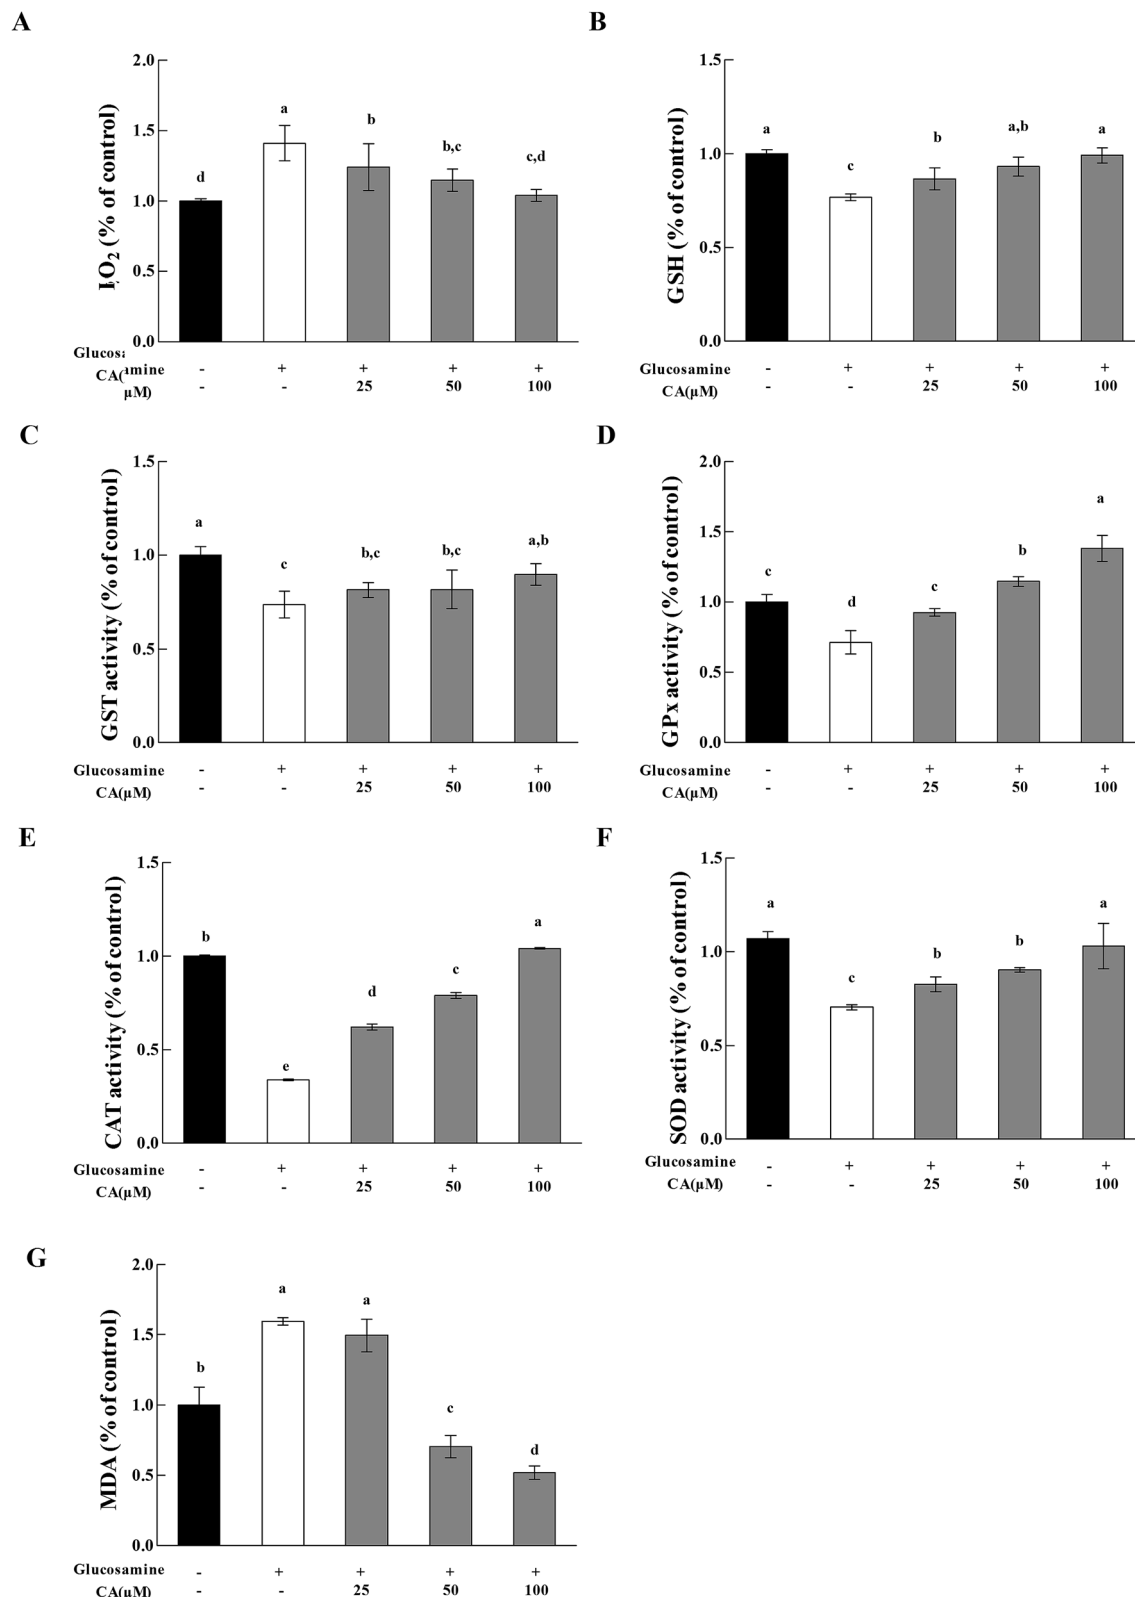 A
2.0
1.5
1.0
0.5
0.0
O₂ (% of control)
d
a
b
b,c
c,d
Glucosamine - + + + +
CA(µM) - - 25 50 100
B
1.5
1.0
0.5
0.0
GSH (% of control)
a
c
b
a,b
a
Glucosamine - + + + +
CA(µM) - - 25 50 100
C
1.5
1.0
0.5
0.0
GST activity (% of control)
a
c
b,c
b,c
a,b
Glucosamine - + + + +
CA(µM) - - 25 50 100
D
2.0
1.5
1.0
0.5
0.0
GPx activity (% of control)
c
d
c
b
a
Glucosamine - + + + +
CA(µM) - - 25 50 100
E
1.5
1.0
0.5
0.0
CAT activity (% of control)
b
e
d
c
a
Glucosamine - + + + +
CA(µM) - - 25 50 100
F
1.5
1.0
0.5
0.0
SOD activity (% of control)
a
c
b
b
a
Glucosamine - + + + +
CA(µM) - - 25 50 100
G
2.0
1.5
1.0
0.5
0.0
MDA (% of control)
b
a
a
c
d
Glucosamine - + + + +
CA(µM) - - 25 50 100